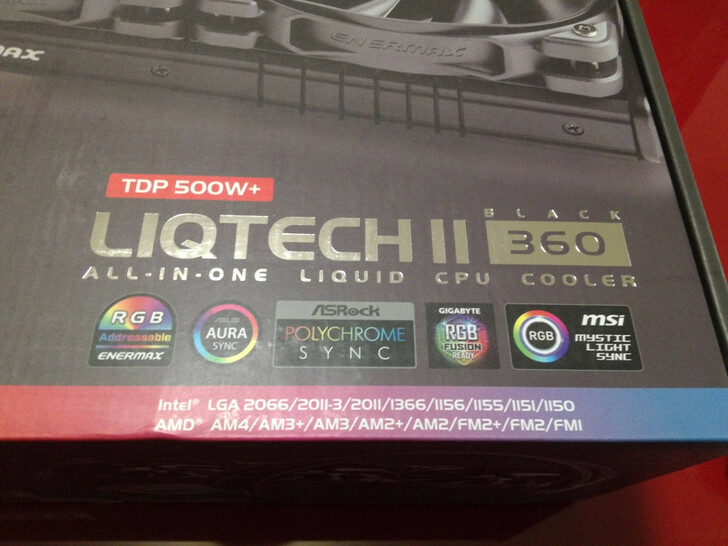 ENERMAX
TDP 500W+
LIQTECH II BLACK 360
ALL-IN-ONE LIQUID CPU COOLER
RGB
Addressable
ENERMAX
ASUS
AURA
SYNC
ASRock
POLYCHROME
SYNC
GIGABYTE
RGB
FUSION
READY
RGB
msi
MYSTIC
LIGHT
SYNC
Intel® LGA 2066/2011-3/2011/1366/1156/1155/1151/1150
AMD® AM4/AM3+/AM3/AM2+/AM2/FM2+/FM2/FM1